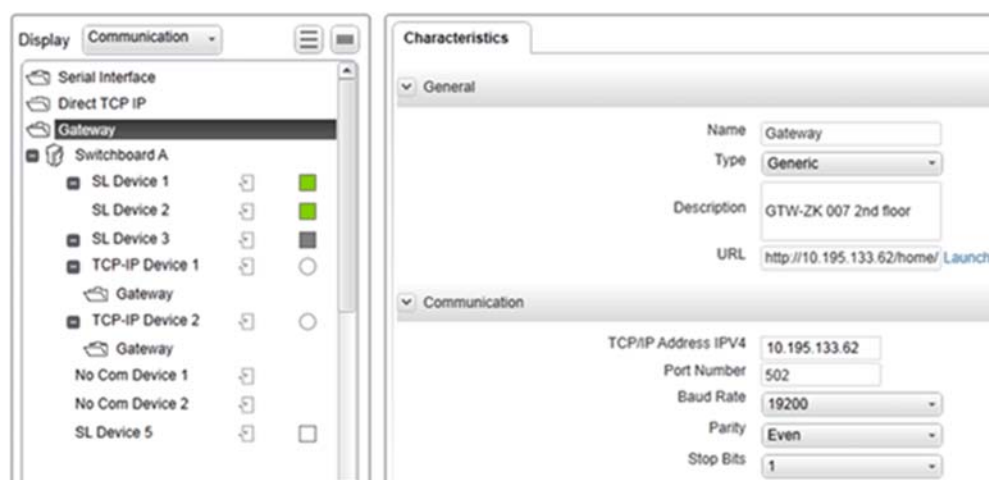 Display Communication
Serial Interface
Direct TCP IP
Gateway
Switchboard A
SL Device 1
SL Device 2
SL Device 3
TCP-IP Device 1
Gateway
TCP-IP Device 2
Gateway
No Com Device 1
No Com Device 2
SL Device 5
Characteristics
General
Name Gateway
Type Generic
Description GTW-ZK 007 2nd floor
URL http://10.195.133.62/home/ Launch
Communication
TCP/IP Address IPV4 10.195.133.62
Port Number 502
Baud Rate 19200
Parity Even
Stop Bits 1